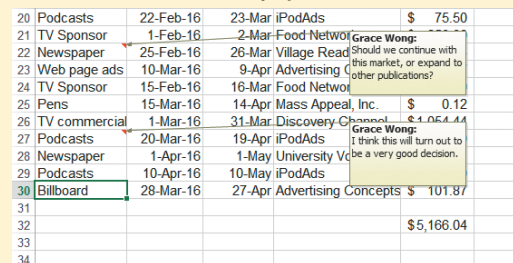 20 Podcasts 22-Feb-16 23-Mar iPodAds $ 75.50
21 TV Sponsor 1-Feb-16 2-Mar Food
22 Newspaper 25-Feb-16 26-Mar Village
23 Web page ads 10-Mar-16 9-Apr Advertising
24 TV Sponsor 15-Feb-16 16-Mar Food
25 Pens 15-Mar-16 14-Apr Mass Appeal, Inc. $ 0.12
26 TV commercial 1-Mar-16 31-Mar Discovery Channel $1,054.44
27 Podcasts 20-Mar-16 19-Apr iPodAds
28 Newspaper 1-Apr-16 1-May University
29 Podcasts 10-Apr-16 10-May iPodAds
30 Billboard 28-Mar-16 27-Apr Advertising Concepts $ 101.87
31
32 $5,166.04
33
34
Grace Wong:
Should we continue with
this market, or expand to
other publications?
Grace Wong:
I think this will turn out to
be a very good decision.